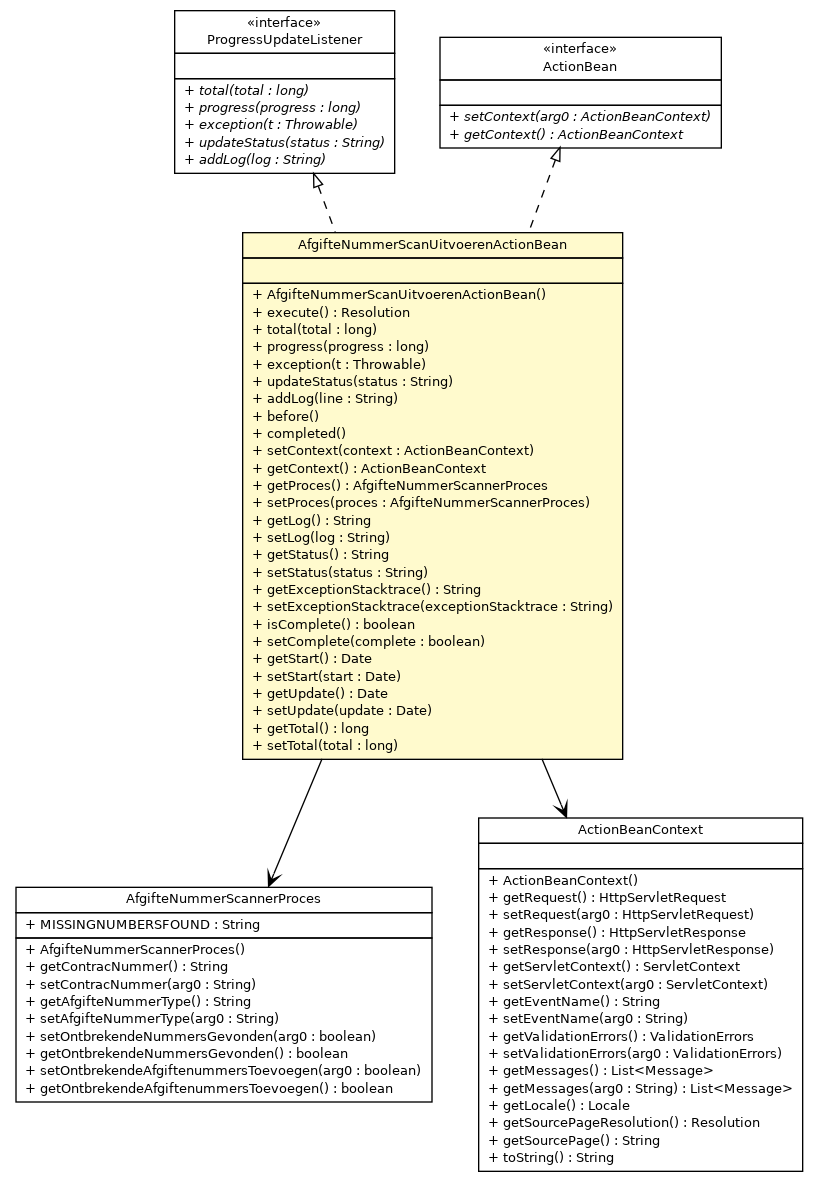 «interface»
ProgressUpdateListener
+ total(total : long)
+ progress(progress : long)
+ exception(t : Throwable)
+ updateStatus(status : String)
+ addLog(log : String)
«interface»
ActionBean
+ setContext(arg0 : ActionBeanContext)
+ getContext() : ActionBeanContext
AfgifteNummerScanUitvoerenActionBean
+ AfgifteNummerScanUitvoerenActionBean()
+ execute() : Resolution
+ total(total : long)
+ progress(progress : long)
+ exception(t : Throwable)
+ updateStatus(status : String)
+ addLog(line : String)
+ before()
+ completed()
+ setContext(context : ActionBeanContext)
+ getContext() : ActionBeanContext
+ getProces() : AfgifteNummerScannerProces
+ setProces(proces : AfgifteNummerScannerProces)
+ getLog() : String
+ setLog(log : String)
+ getStatus() : String
+ setStatus(status : String)
+ getExceptionStacktrace() : String
+ setExceptionStacktrace(exceptionStacktrace : String)
+ isComplete() : boolean
+ setComplete(complete : boolean)
+ getStart() : Date
+ setStart(start : Date)
+ getUpdate() : Date
+ setUpdate(update : Date)
+ getTotal() : long
+ setTotal(total : long)
AfgifteNummerScannerProces
+ MISSINGNUMBERSFOUND : String
+ AfgifteNummerScannerProces()
+ getContracNummer() : String
+ setContracNummer(arg0 : String)
+ getAfgifteNummerType() : String
+ setAfgifteNummerType(arg0 : String)
+ setOntbrekendeNummersGevonden(arg0 : boolean)
+ getOntbrekendeNummersGevonden() : boolean
+ setOntbrekendeAfgiftenummersToevoegen(arg0 : boolean)
+ getOntbrekendeAfgiftenummersToevoegen() : boolean
ActionBeanContext
+ ActionBeanContext()
+ getRequest() : HttpServletRequest
+ setRequest(arg0 : HttpServletRequest)
+ getResponse() : HttpServletResponse
+ setResponse(arg0 : HttpServletResponse)
+ getServletContext() : ServletContext
+ setServletContext(arg0 : ServletContext)
+ getEventName() : String
+ setEventName(arg0 : String)
+ getValidationErrors() : ValidationErrors
+ setValidationErrors(arg0 : ValidationErrors)
+ getMessages() : List<Message>
+ getMessages(arg0 : String) : List<Message>
+ getLocale() : Locale
+ getSourcePageResolution() : Resolution
+ getSourcePage() : String
+ toString() : String